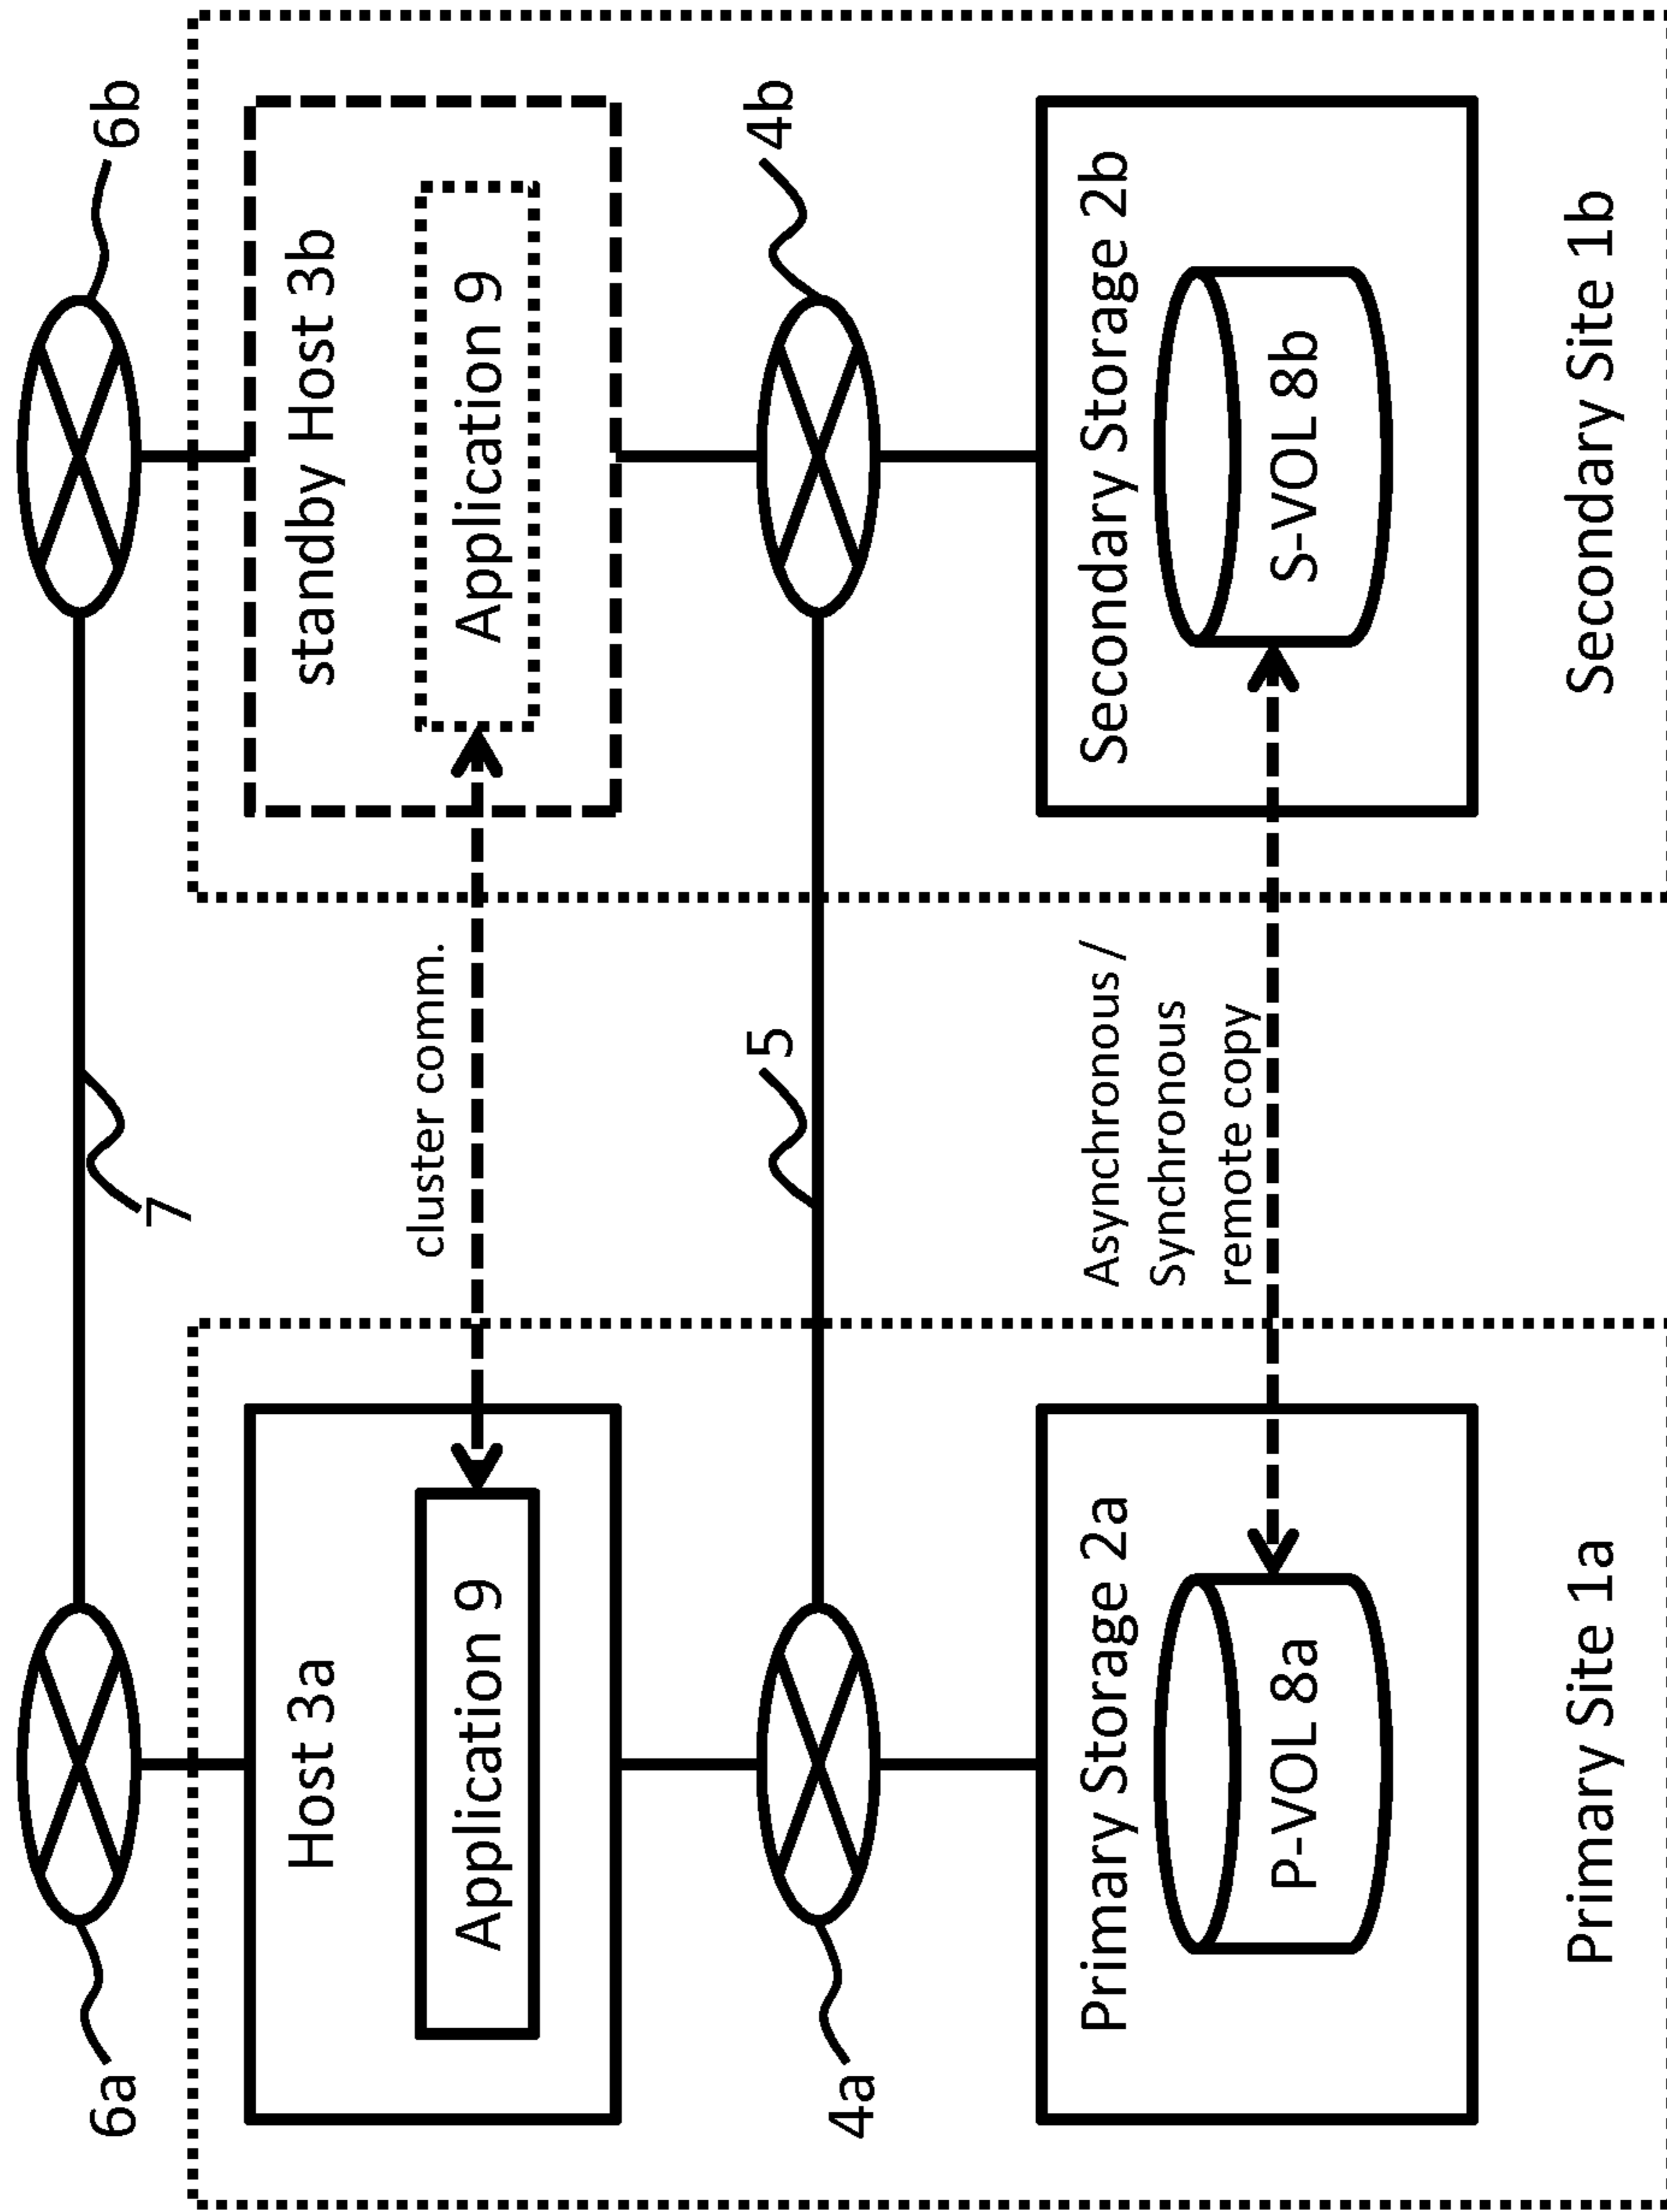 6a
6b
7
Host 3a
standby Host 3b
cluster comm.
Application 9
Application 9
5
4a
4b
Primary Storage 2a
Asynchronous /
Synchronous
remote copy
Secondary Storage 2b
P-VOL 8a
S-VOL 8b
Primary Site 1a
Secondary Site 1b